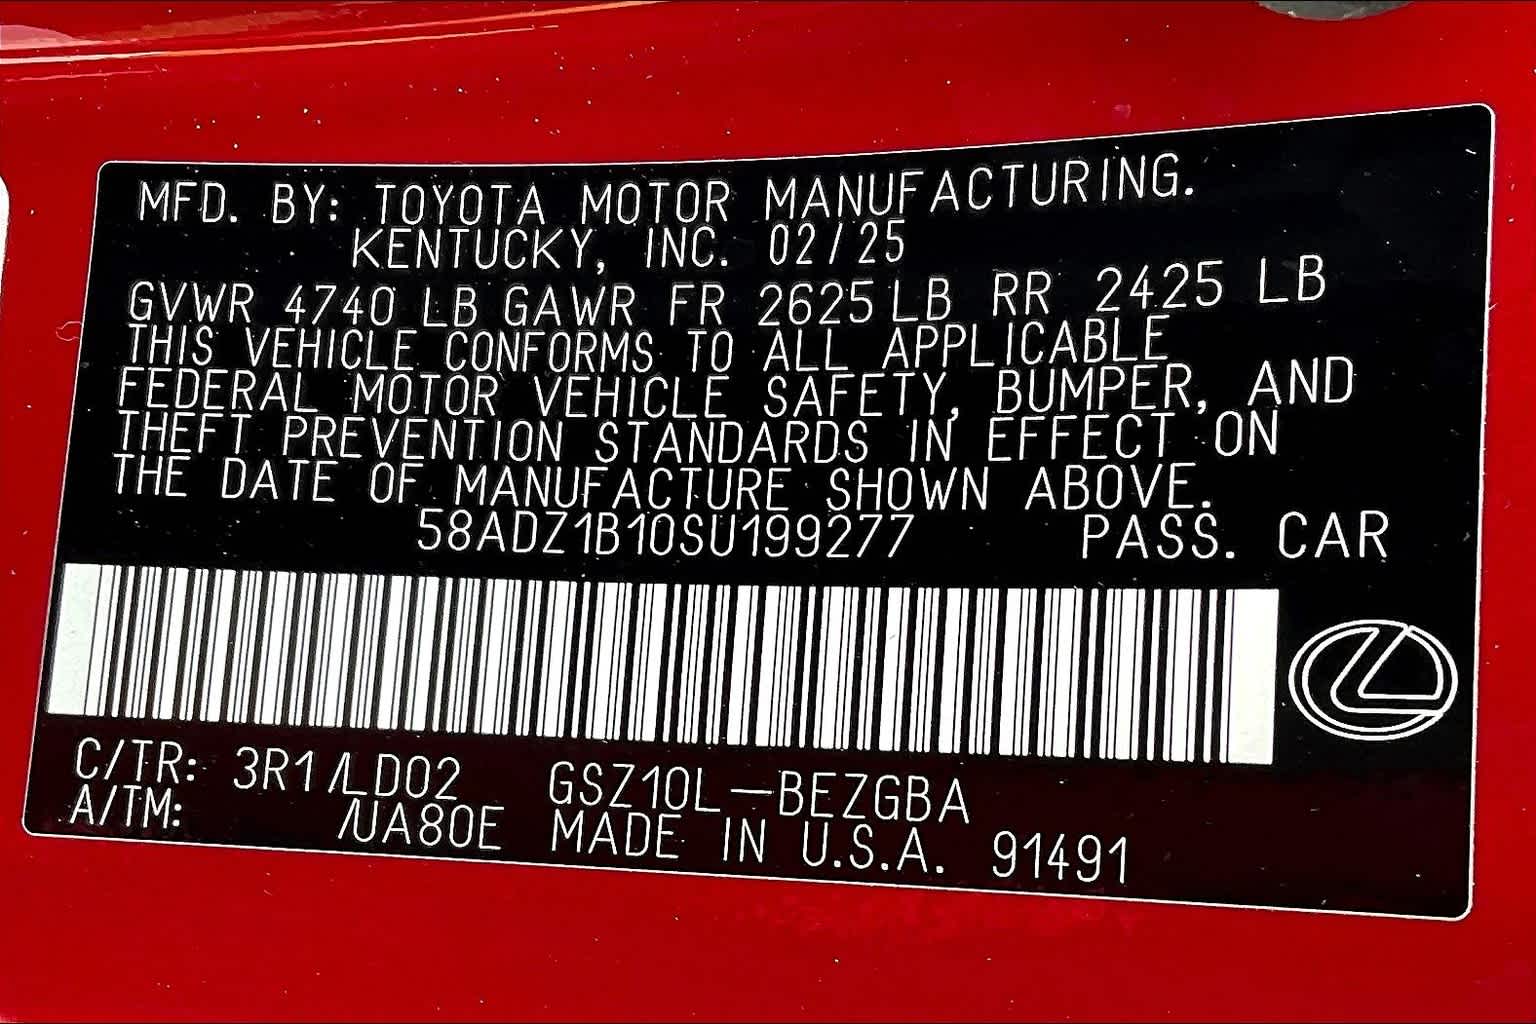 MFD. BY: TOYOTA MOTOR MANUFACTURING.
KENTUCKY, INC. 02/25
GVWR 4740 LB GAWR FR 2625 LB RR 2425 LB
THIS VEHICLE CONFORMS TO ALL APPLICABLE
FEDERAL MOTOR VEHICLE SAFETY, BUMPER, AND
THEFT PREVENTION STANDARDS IN EFFECT ON
THE DATE OF MANUFACTURE SHOWN ABOVE.
58ADZ1B10SU199277 PASS. CAR
C/TR: 3R1/LD02 GSZ10L-BEZGBA
A/TM: /UA80E MADE IN U.S.A. 91491